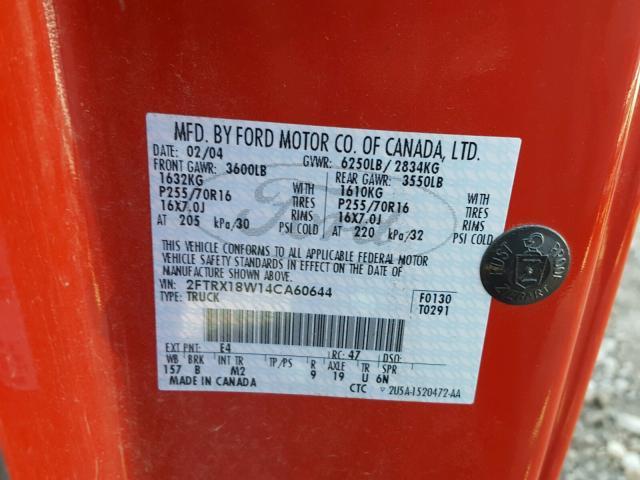 MFD. BY FORD MOTOR CO. OF CANADA, LTD.
DATE: 02/04 GVWR: 6250LB/ 2834KG
FRONT GAWR: 3600LB REAR GAWR: 3550LB
1632KG WITH 1610KG WITH
P255/70R16 TIRES P255/70R16 TIRES
16X7.0J RIMS 16X7.0J RIMS
AT 205 kPa/30 PSI COLD AT 220 kPa/32 PSI COLD
THIS VEHICLE CONFORMS TO ALL APPLICABLE FEDERAL MOTOR
VEHICLE SAFETY STANDARDS IN EFFECT ON THE DATE OF
MANUFACTURE SHOWN ABOVE.
VIN: 2FTRX18W14CA60644 F0130
TYPE: TRUCK T0291
EXT PNT: E4 RC: 47 DSO:
WB BRK INT TR TP/PS R AXLE TR SPR
157 B M2 9 19 U 6N
MADE IN CANADA CTC 2U5A-1520472-AA
Ford
RUST PROOF